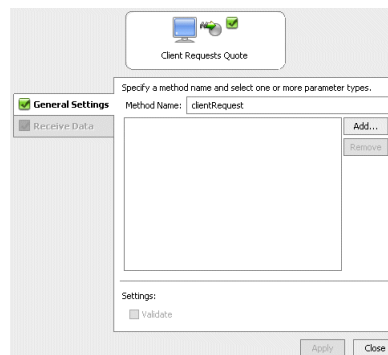 Client Requests Quote
Specify a method name and select one or more parameter types.
General Settings
Method Name: clientRequest
Receive Data
Add...
Remove
Settings:
Validate
Apply Close